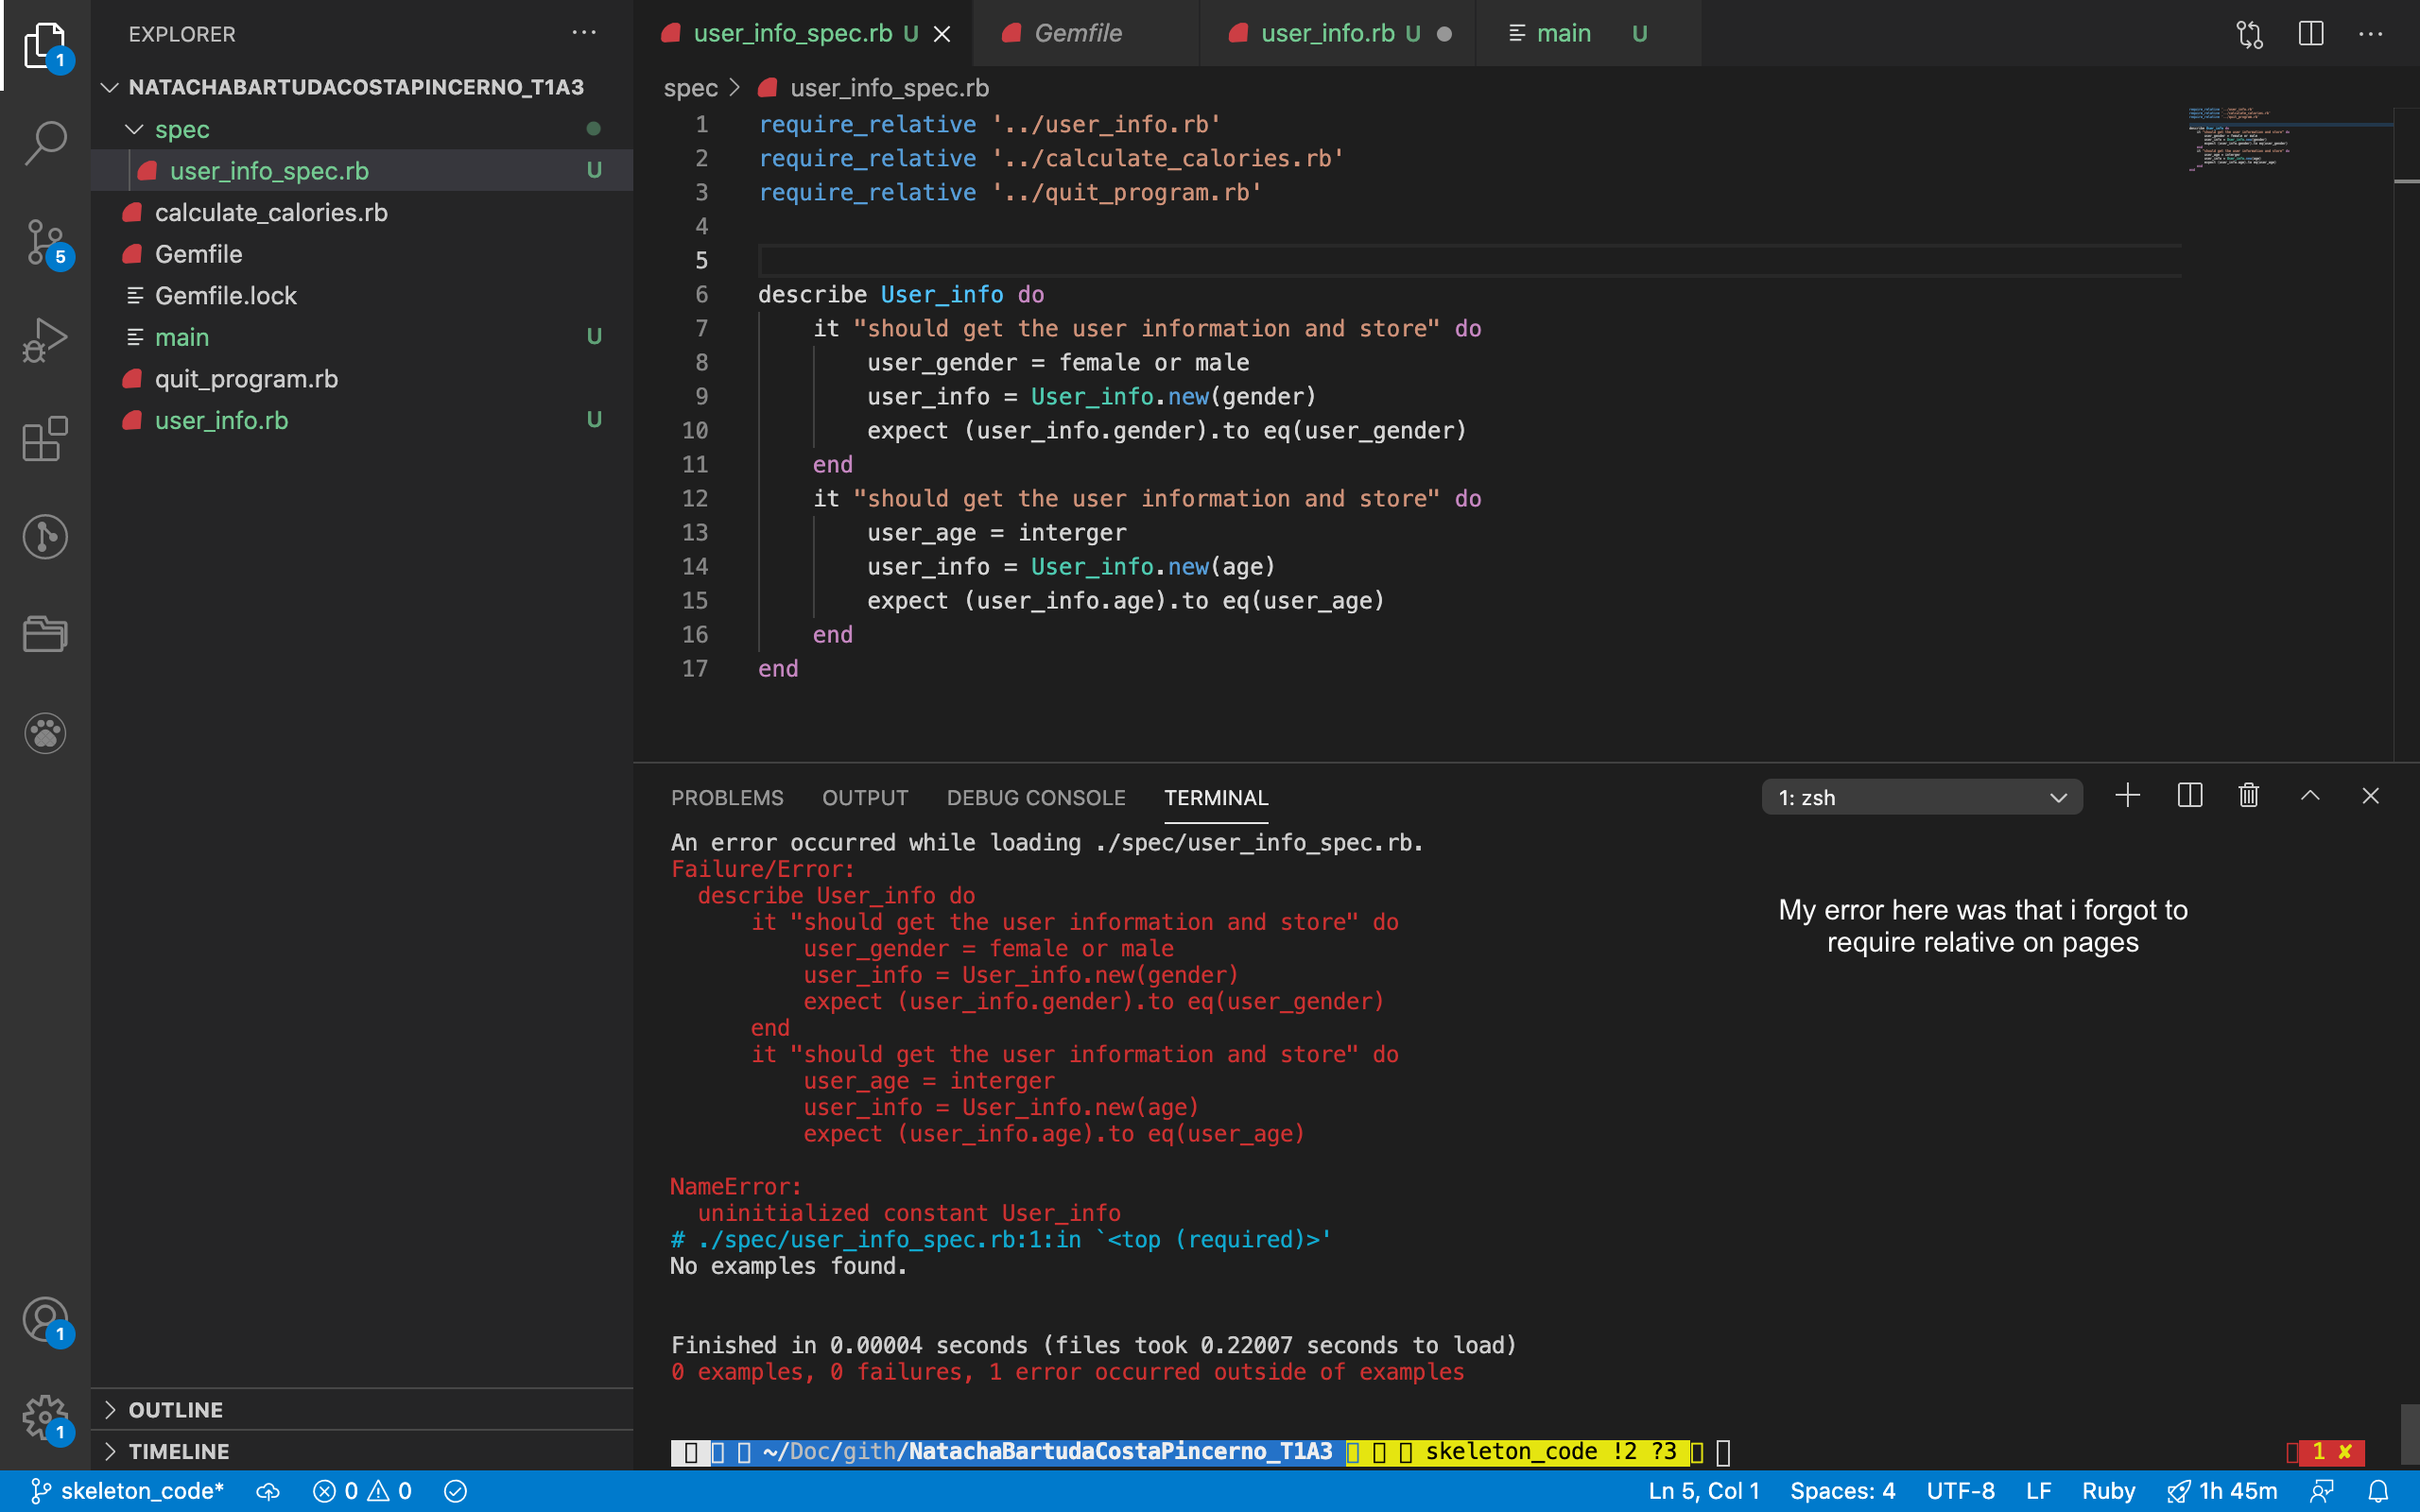 EXPLORER
NATACHABARTUDACOSTAPINCERNO_T1A3
spec
user_info_spec.rb U
calculate_calories.rb
Gemfile
Gemfile.lock
main U
quit_program.rb
user_info.rb U
OUTLINE
TIMELINE
1
5
1
1
user_info_spec.rb U
Gemfile
user_info.rb U
main U
spec > user_info_spec.rb
1 require_relative '../user_info.rb'
2 require_relative '../calculate_calories.rb'
3 require_relative '../quit_program.rb'
4
5
6 describe User_info do
7 it "should get the user information and store" do
8 user_gender = female or male
9 user_info = User_info.new(gender)
10 expect (user_info.gender).to eq(user_gender)
11 end
12 it "should get the user information and store" do
13 user_age = interger
14 user_info = User_info.new(age)
15 expect (user_info.age).to eq(user_age)
16 end
17 end
PROBLEMS OUTPUT DEBUG CONSOLE TERMINAL 1: zsh
An error occurred while loading ./spec/user_info_spec.rb.
Failure/Error:
describe User_info do
it "should get the user information and store" do
user_gender = female or male
user_info = User_info.new(gender)
expect (user_info.gender).to eq(user_gender)
end
it "should get the user information and store" do
user_age = interger
user_info = User_info.new(age)
expect (user_info.age).to eq(user_age)
NameError:
uninitialized constant User_info
# ./spec/user_info_spec.rb:1:in `<top (required)>'
No examples found.
Finished in 0.00004 seconds (files took 0.22007 seconds to load)
0 examples, 0 failures, 1 error occurred outside of examples
~/Doc/gith/NatachaBartudaCostaPincerno_T1A3 skeleton_code !2 ?3 1 ✘
My error here was that i forgot to
require relative on pages
skeleton_code* 0 0 Ln 5, Col 1 Spaces: 4 UTF-8 LF Ruby 1h 45m